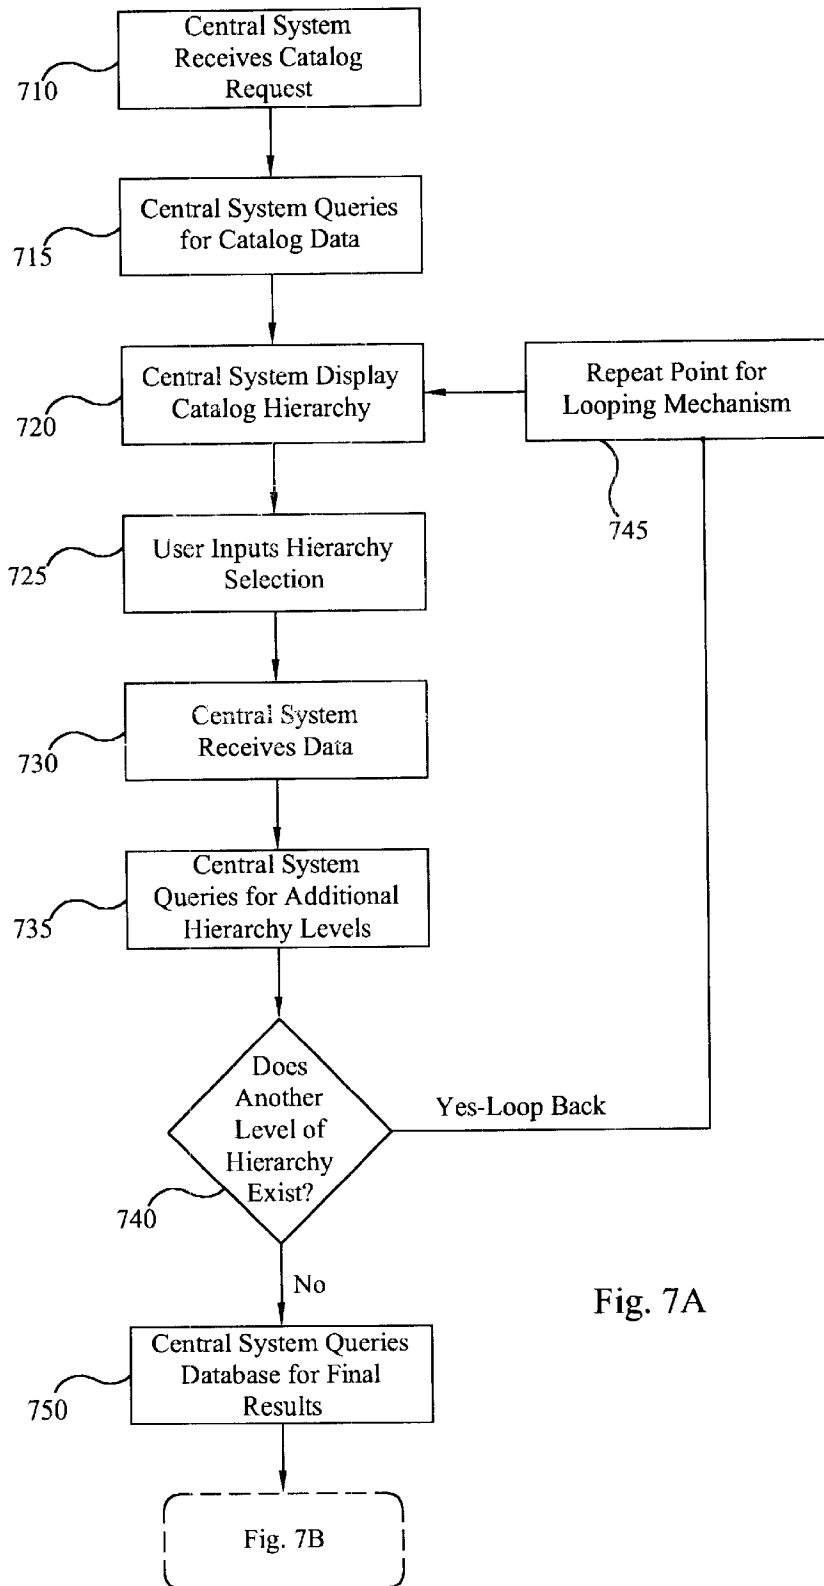 Central System
Receives Catalog
Request
710
Central System Queries
for Catalog Data
715
Central System Display
Catalog Hierarchy
720
Repeat Point for
Looping Mechanism
745
User Inputs Hierarchy
Selection
725
Central System
Receives Data
730
Central System
Queries for Additional
Hierarchy Levels
735
Does
Another
Level of
Hierarchy
Exist?
740
Yes-Loop Back
No
Fig. 7A
Central System Queries
Database for Final
Results
750
Fig. 7B